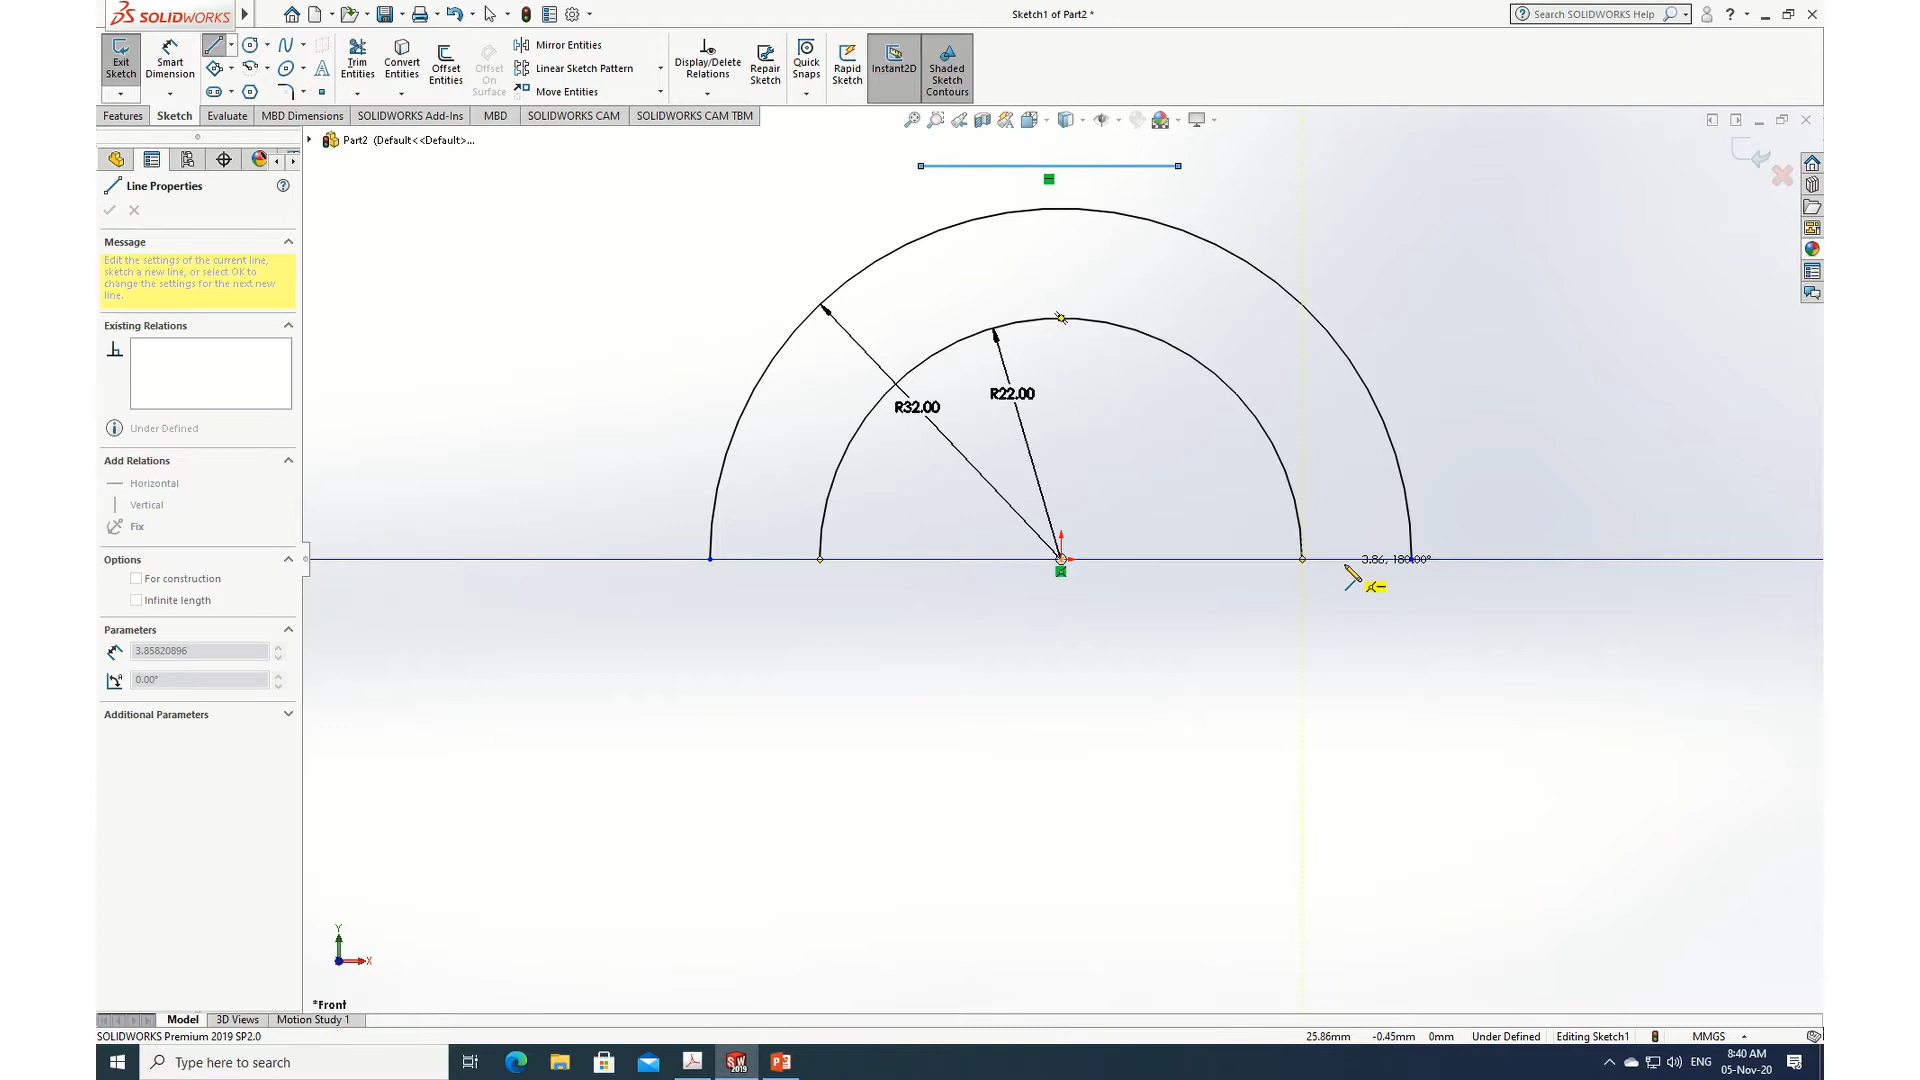 SOLIDWORKS
Sketch1 of Part2 *
Search SOLIDWORKS Help
Exit Sketch
Smart Dimension
Trim Entities
Convert Entities
Offset Entities
Offset On Surface
Mirror Entities
Linear Sketch Pattern
Move Entities
Display/Delete Relations
Repair Sketch
Quick Snaps
Rapid Sketch
Instant2D
Shaded Sketch Contours
Features Sketch Evaluate MBD Dimensions SOLIDWORKS Add-Ins MBD SOLIDWORKS CAM SOLIDWORKS CAM TBM
Part2 (Default<<Default>...
Line Properties
Message
Edit the settings of the current line,
sketch a new line, or select OK to
change the settings for the next new
line.
Existing Relations
Under Defined
Add Relations
Horizontal
Vertical
Fix
Options
For construction
Infinite length
Parameters
3.85820896
0.00°
Additional Parameters
R32.00
R22.00
3.86, 180.00°
Y
X
*Front
Model 3D Views Motion Study 1
SOLIDWORKS Premium 2019 SP2.0
25.86mm -0.45mm 0mm Under Defined Editing Sketch1 MMGS
Type here to search
SW
2019
ENG
8:40 AM
05-Nov-20